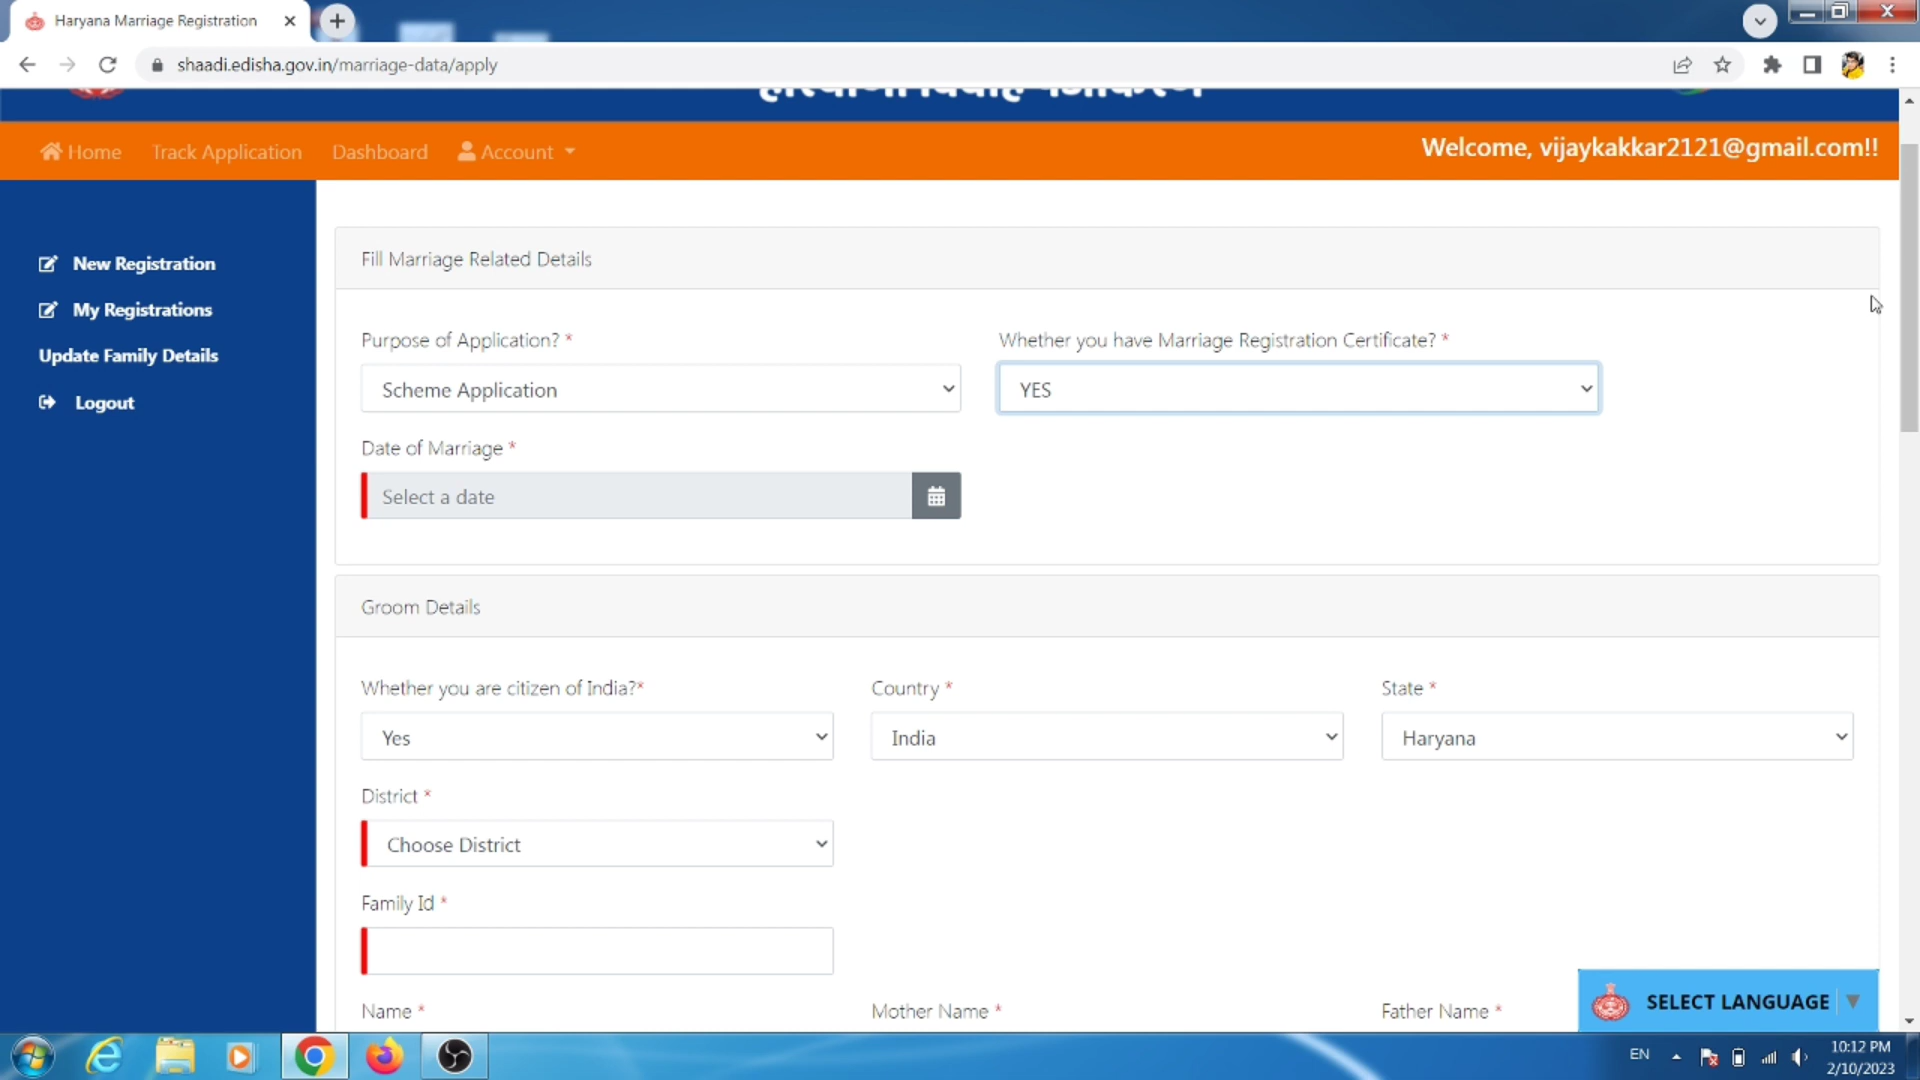 Haryana Marriage Registration
shaadi.edisha.gov.in/marriage-data/apply
हरियाणा विवाह पंजीकरण
Home Track Application Dashboard Account
Welcome, vijaykakkar2121@gmail.com!!
New Registration
My Registrations
Update Family Details
Logout
Fill Marriage Related Details
Purpose of Application? * Whether you have Marriage Registration Certificate? *
Scheme Application YES
Date of Marriage *
Select a date
Groom Details
Whether you are citizen of India?* Country * State *
Yes India Haryana
District *
Choose District
Family Id *
Name * Mother Name * Father Name *
SELECT LANGUAGE
EN
10:12 PM
2/10/2023